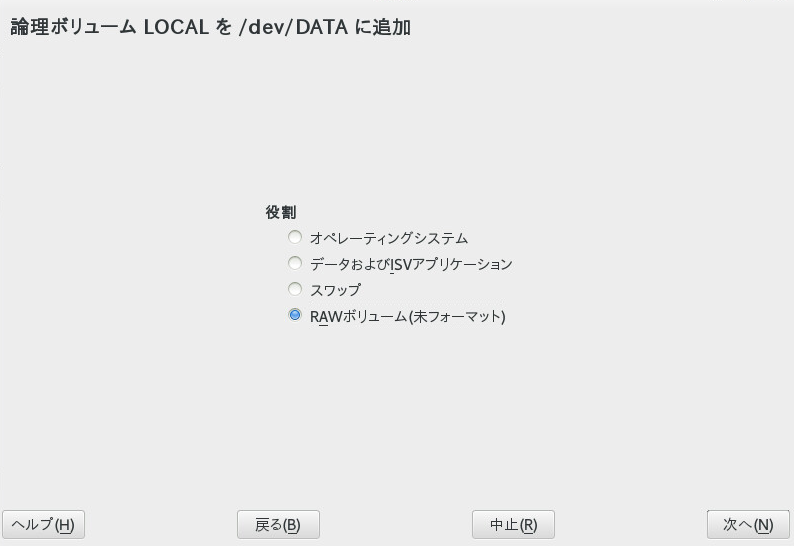 論理ボリューム LOCAL を /dev/DATA に追加
役割
オペレーティングシステム
データおよびISVアプリケーション
スワップ
RAWボリューム(未フォーマット)
ヘルプ(H) 戻る(B) 中止(R) 次へ(N)